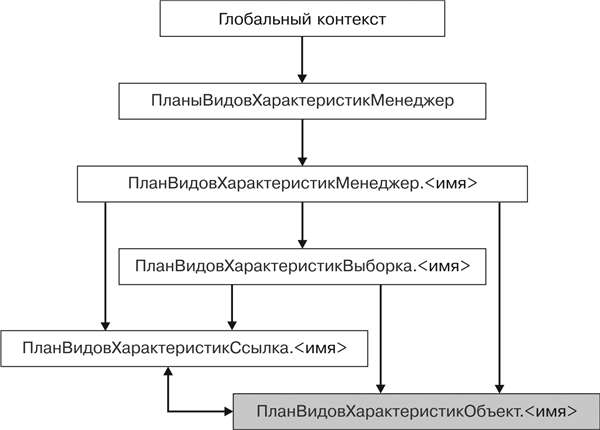 Глобальный контекст
ПланыВидовХарактеристикМенеджер
ПланВидовХарактеристикМенеджер.<имя>
ПланВидовХарактеристикВыборка.<имя>
ПланВидовХарактеристикСсылка.<имя>
ПланВидовХарактеристикОбъект.<имя>